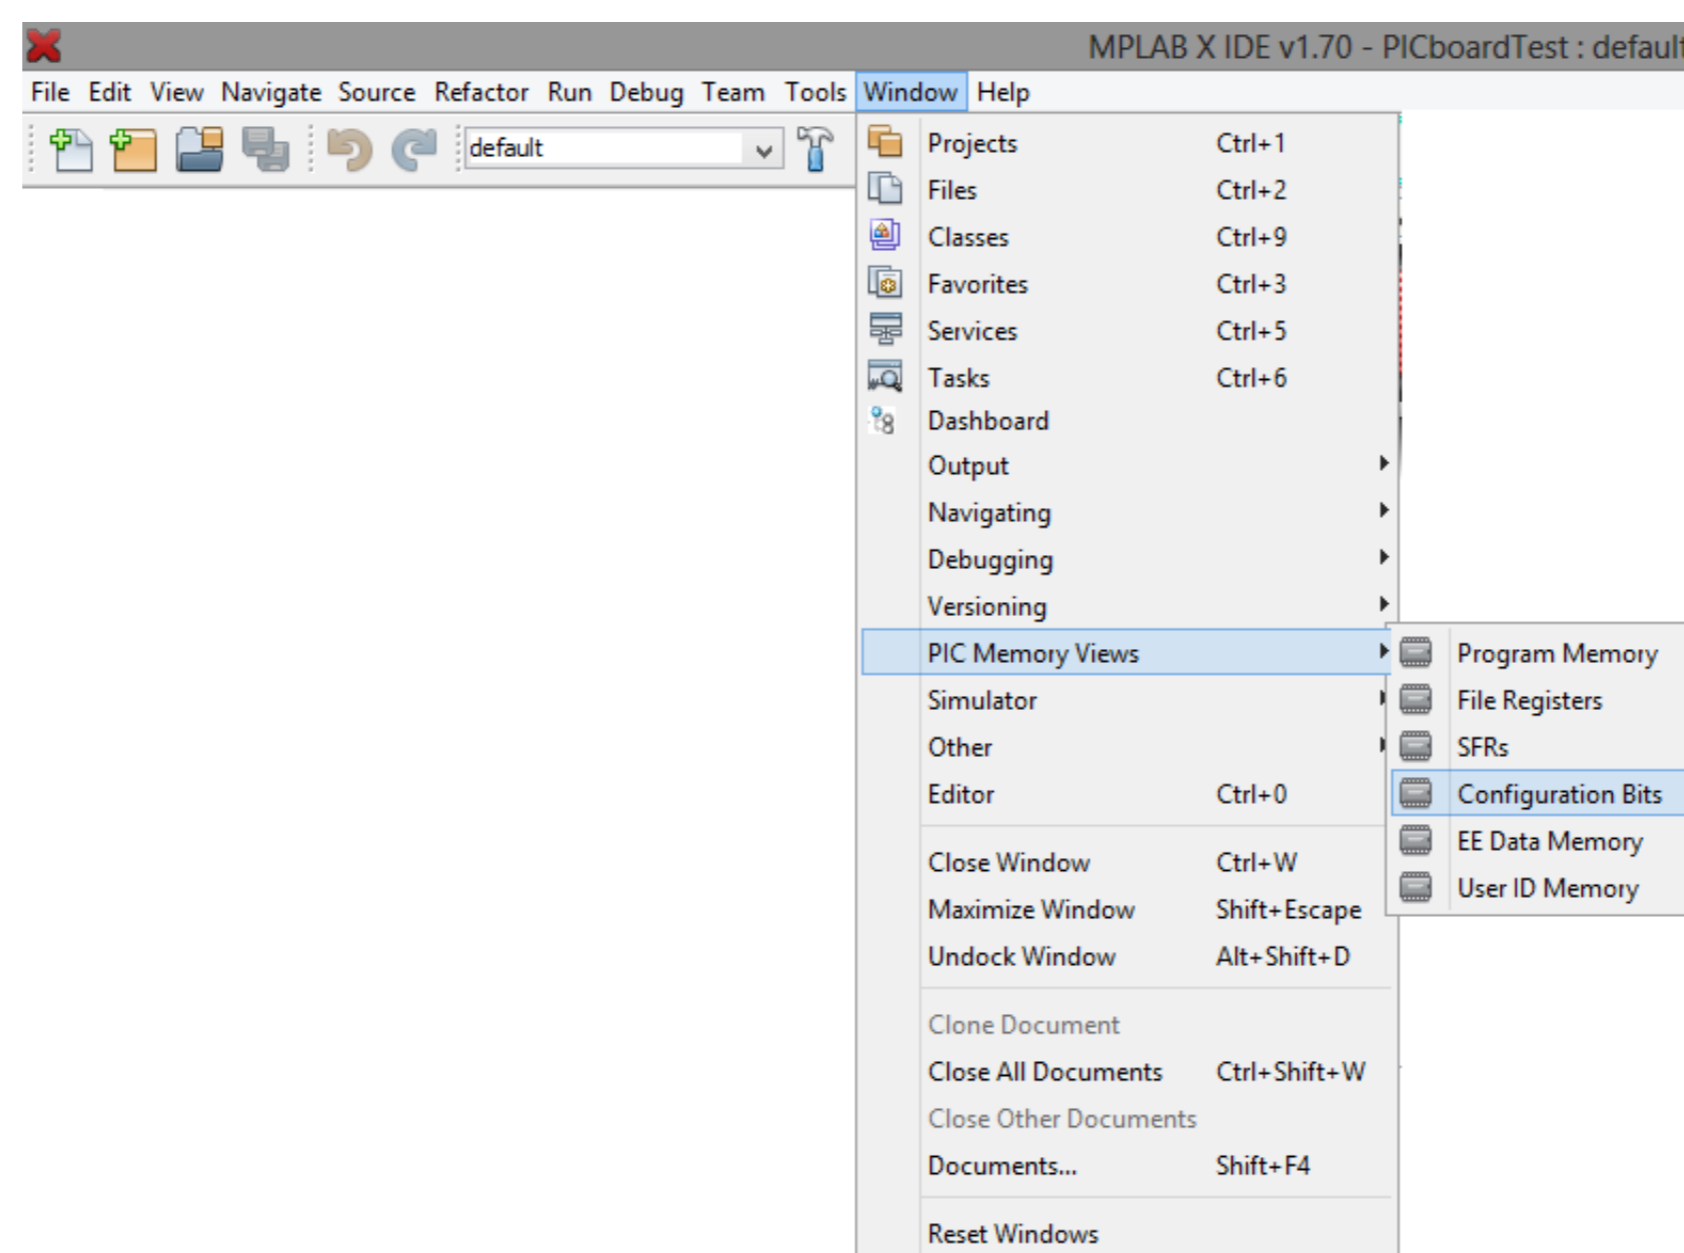 MPLAB X IDE v1.70 - PICboardTest : default
File Edit View Navigate Source Refactor Run Debug Team Tools Window Help
default
Projects Ctrl+1
Files Ctrl+2
Classes Ctrl+9
Favorites Ctrl+3
Services Ctrl+5
Tasks Ctrl+6
Dashboard
Output
Navigating
Debugging
Versioning
PIC Memory Views
Simulator
Other
Editor Ctrl+0
Close Window Ctrl+W
Maximize Window Shift+Escape
Undock Window Alt+Shift+D
Clone Document
Close All Documents Ctrl+Shift+W
Close Other Documents
Documents... Shift+F4
Reset Windows
Program Memory
File Registers
SFRs
Configuration Bits
EE Data Memory
User ID Memory